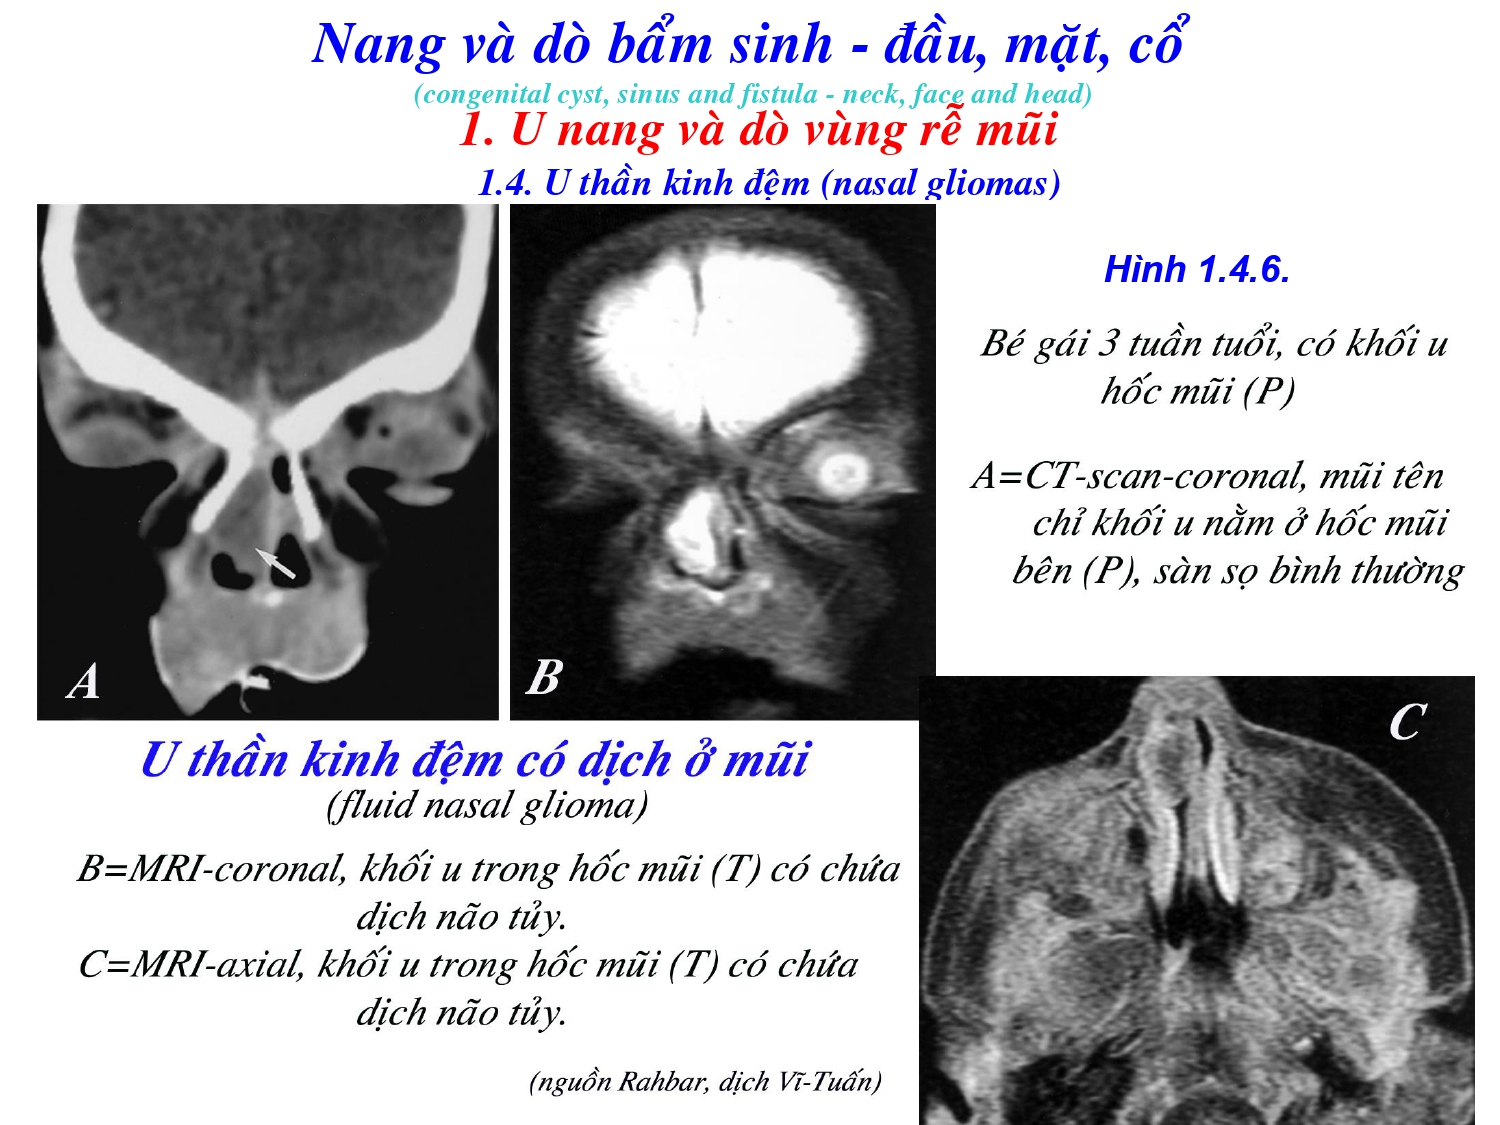 Nang và dò bẩm sinh - đầu, mặt, cổ
(congenital cyst, sinus and fistula - neck, face and head)
1. U nang và dò vùng rễ mũi
1.4. U thần kinh đệm (nasal gliomas)
Hình 1.4.6.
Bé gái 3 tuần tuổi, có khối u
hốc mũi (P)
A=CT-scan-coronal, mũi tên
chỉ khối u nằm ở hốc mũi
bên (P), sàn sọ bình thường
A
B
C
U thần kinh đệm có dịch ở mũi
(fluid nasal glioma)
B=MRI-coronal, khối u trong hốc mũi (T) có chứa
dịch não tủy.
C=MRI-axial, khối u trong hốc mũi (T) có chứa
dịch não tủy.
(nguồn Rahbar, dịch Vĩ-Tuấn)